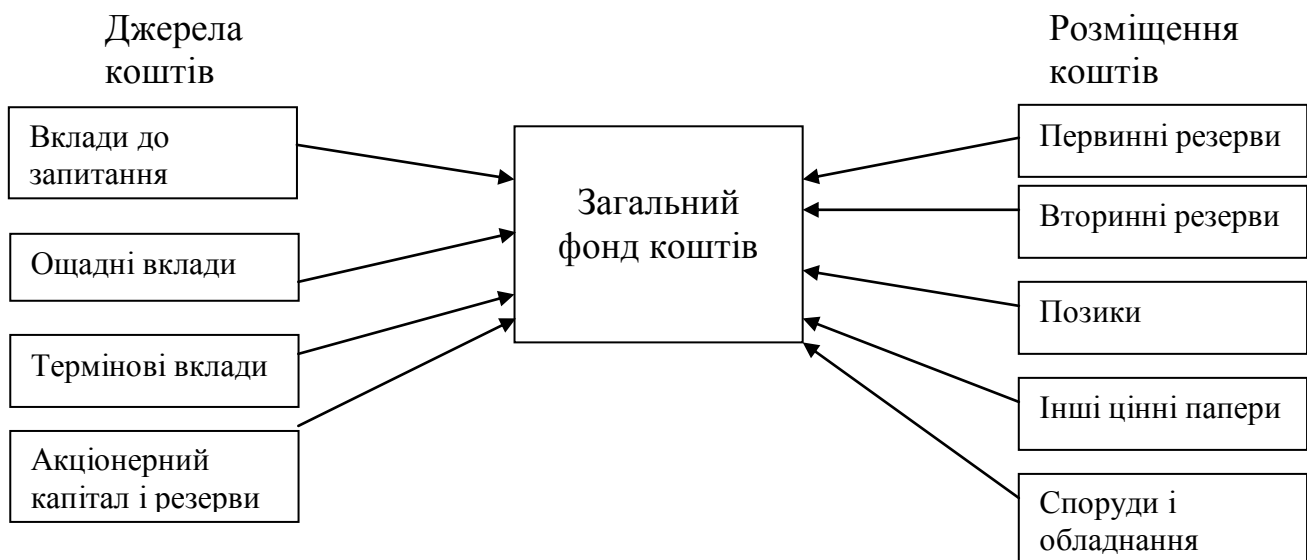 Джерела
коштів
Вклади до
запитання
Ощадні вклади
Термінові вклади
Акціонерний
капітал і резерви
Загальний
фонд коштів
Розміщення
коштів
Первинні резерви
Вторинні резерви
Позики
Інші цінні папери
Споруди і
обладнання